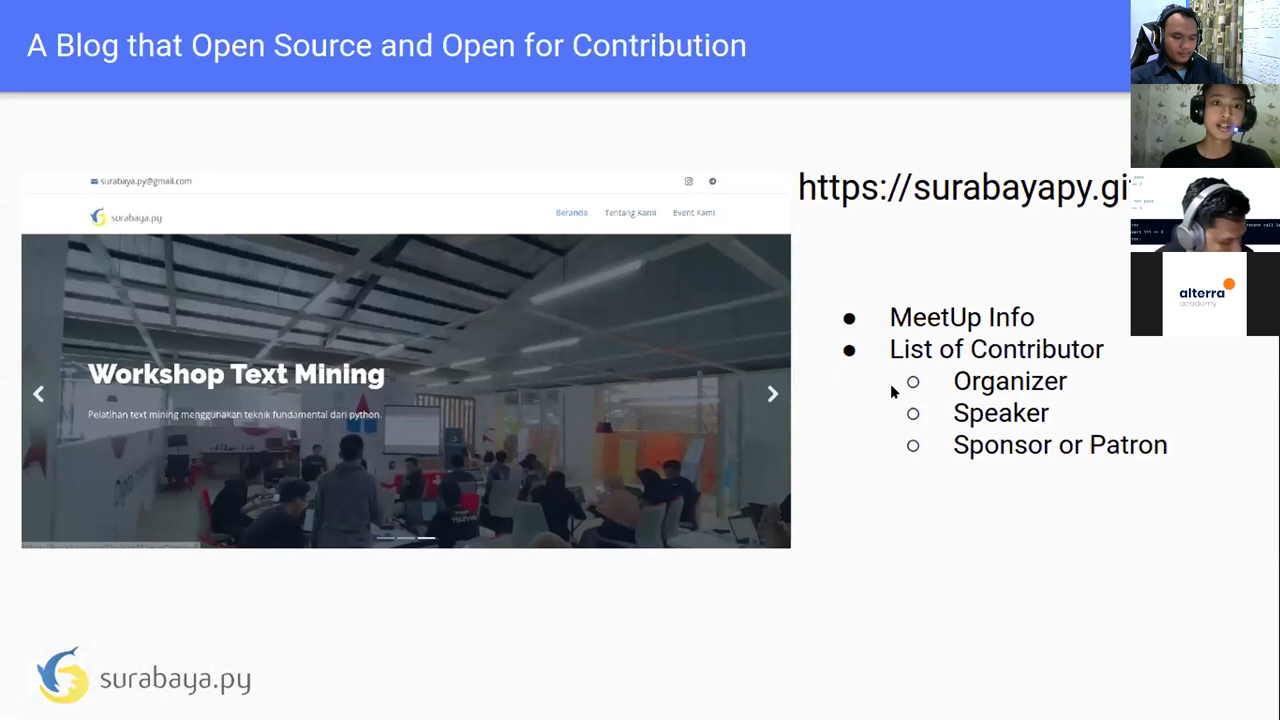 A Blog that Open Source and Open for Contribution
surabaya.py@gmail.com
surabaya.py
Beranda Tentang Kami Event Kami
Workshop Text Mining
Pelatihan text mining menggunakan teknik fundamental dari python.
https://surabayapy.gi
MeetUp Info
List of Contributor
Organizer
Speaker
Sponsor or Patron
alterra
academy
surabaya.py